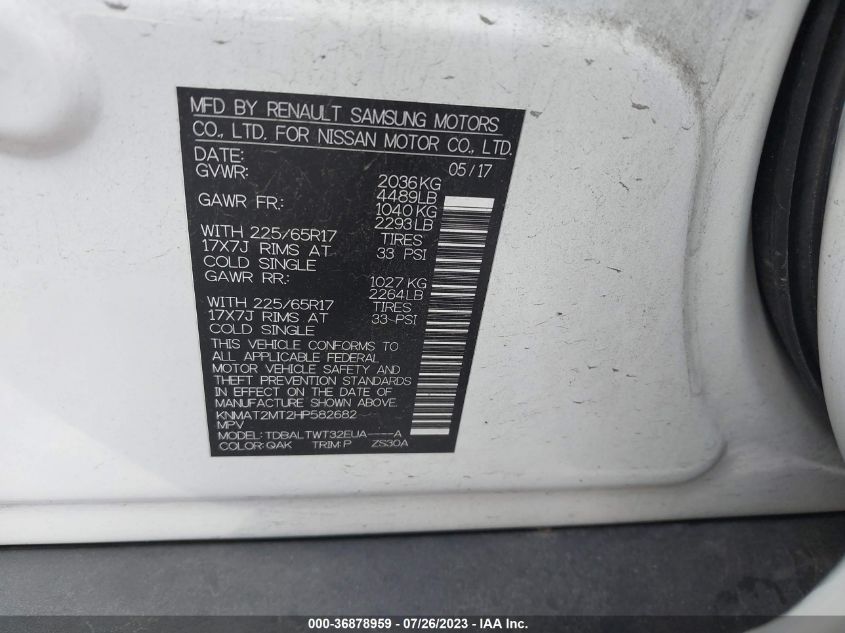 MFD BY RENAULT SAMSUNG MOTORS
CO., LTD. FOR NISSAN MOTOR CO., LTD.
DATE: 05/17
GVWR: 2036KG
4489LB
GAWR FR.: 1040 KG
2293LB
WITH 225/65R17 TIRES
17X7J RIMS AT 33 PSI
COLD SINGLE
GAWR RR.: 1027 KG
2264LB
WITH 225/65R17 TIRES
17X7J RIMS AT 33-PSI
COLD SINGLE
THIS VEHICLE CONFORMS TO
ALL APPLICABLE FEDERAL
MOTOR VEHICLE SAFETY AND
THEFT PREVENTION STANDARDS
IN EFFECT ON THE DATE OF
MANUFACTURE SHOWN ABOVE.
KNMAT2MT2HP582682
MPV
MODEL: TDBALTWT32EUA----A
COLOR: QAK TRIM: P ZS30A
000-36878959 - 07/26/2023 - © IAA, Inc.